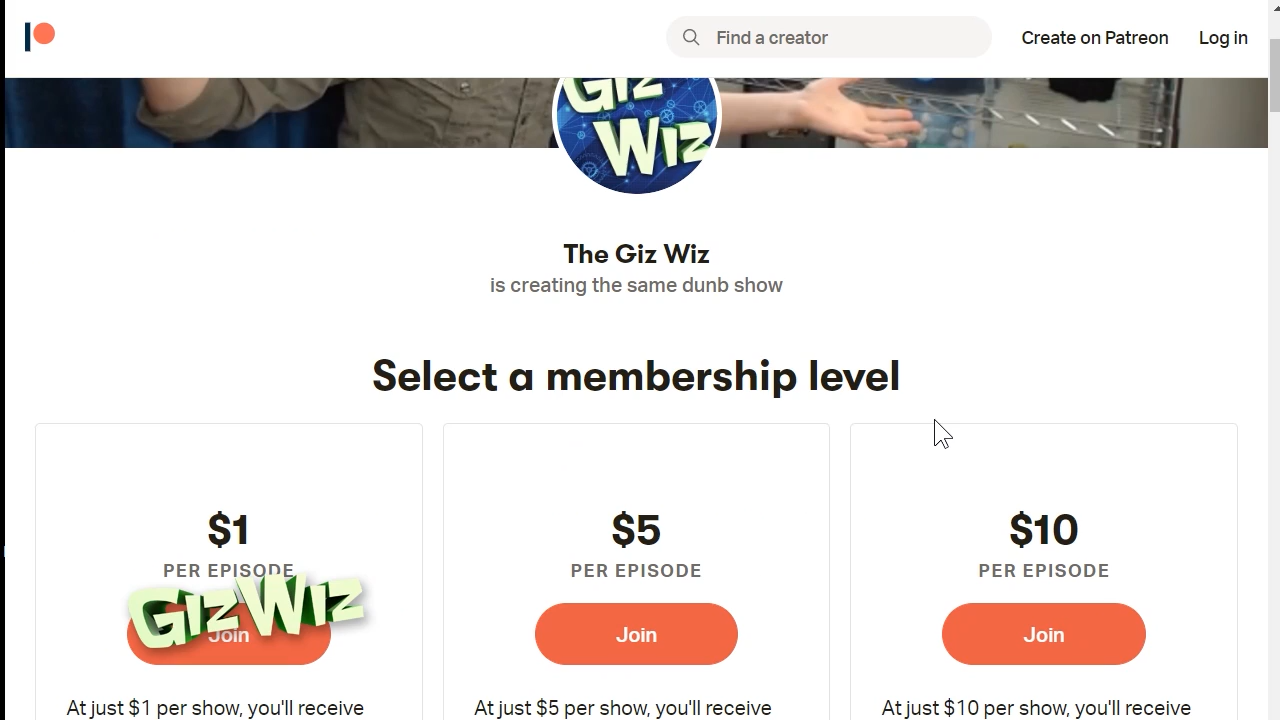 Find a creator
Create on Patreon
Log in
GIZ
WIZ
The Giz Wiz
is creating the same dunb show
Select a membership level
$1
PER EPISODE
GIZWIZ
Join
At just $1 per show, you'll receive
$5
PER EPISODE
Join
At just $5 per show, you'll receive
$10
PER EPISODE
Join
At just $10 per show, you'll receive